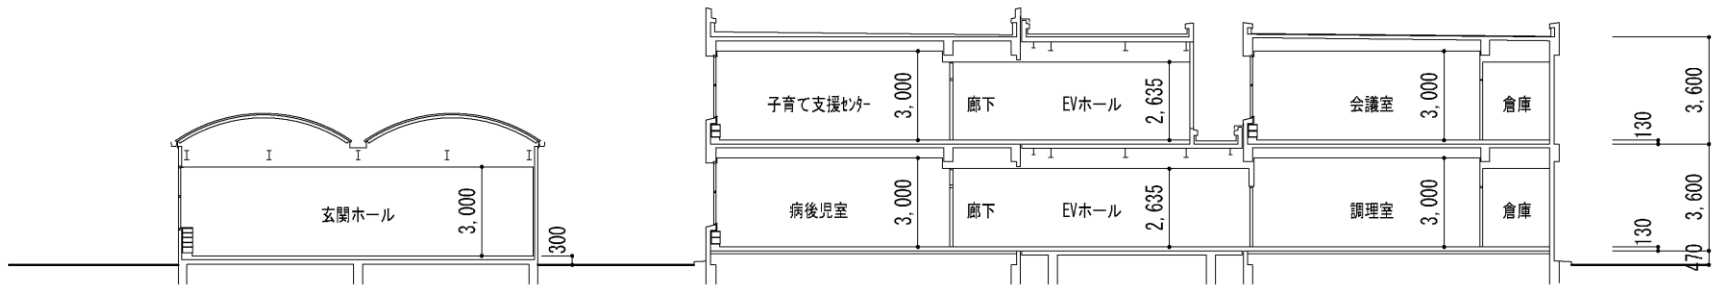 子育て支援ｾﾝﾀｰ 3,000 廊下 EVホール 2,635 会議室 3,000 倉庫 130 3,600
玄関ホール 3,000 300 病後児室 3,000 廊下 EVホール 2,635 調理室 3,000 倉庫 130 3,600
470